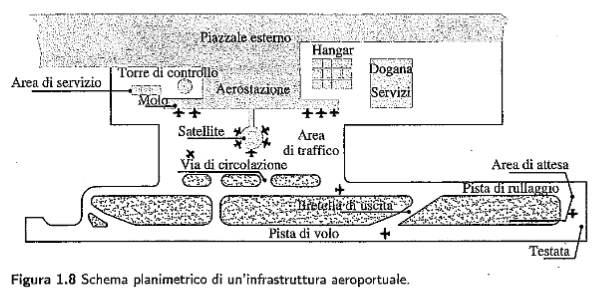 Piazzale esterno
Hangar
Torre di controllo
Dogana
Area di servizio
Aerostazione
Servizi
Molo
Satellite
Area
di traffico
Via di circolazione
Area di attesa
Pista di rullaggio
Bretella di uscita
Pista di volo
Testata
Figura 1.8 Schema planimetrico di un'infrastruttura aeroportuale.